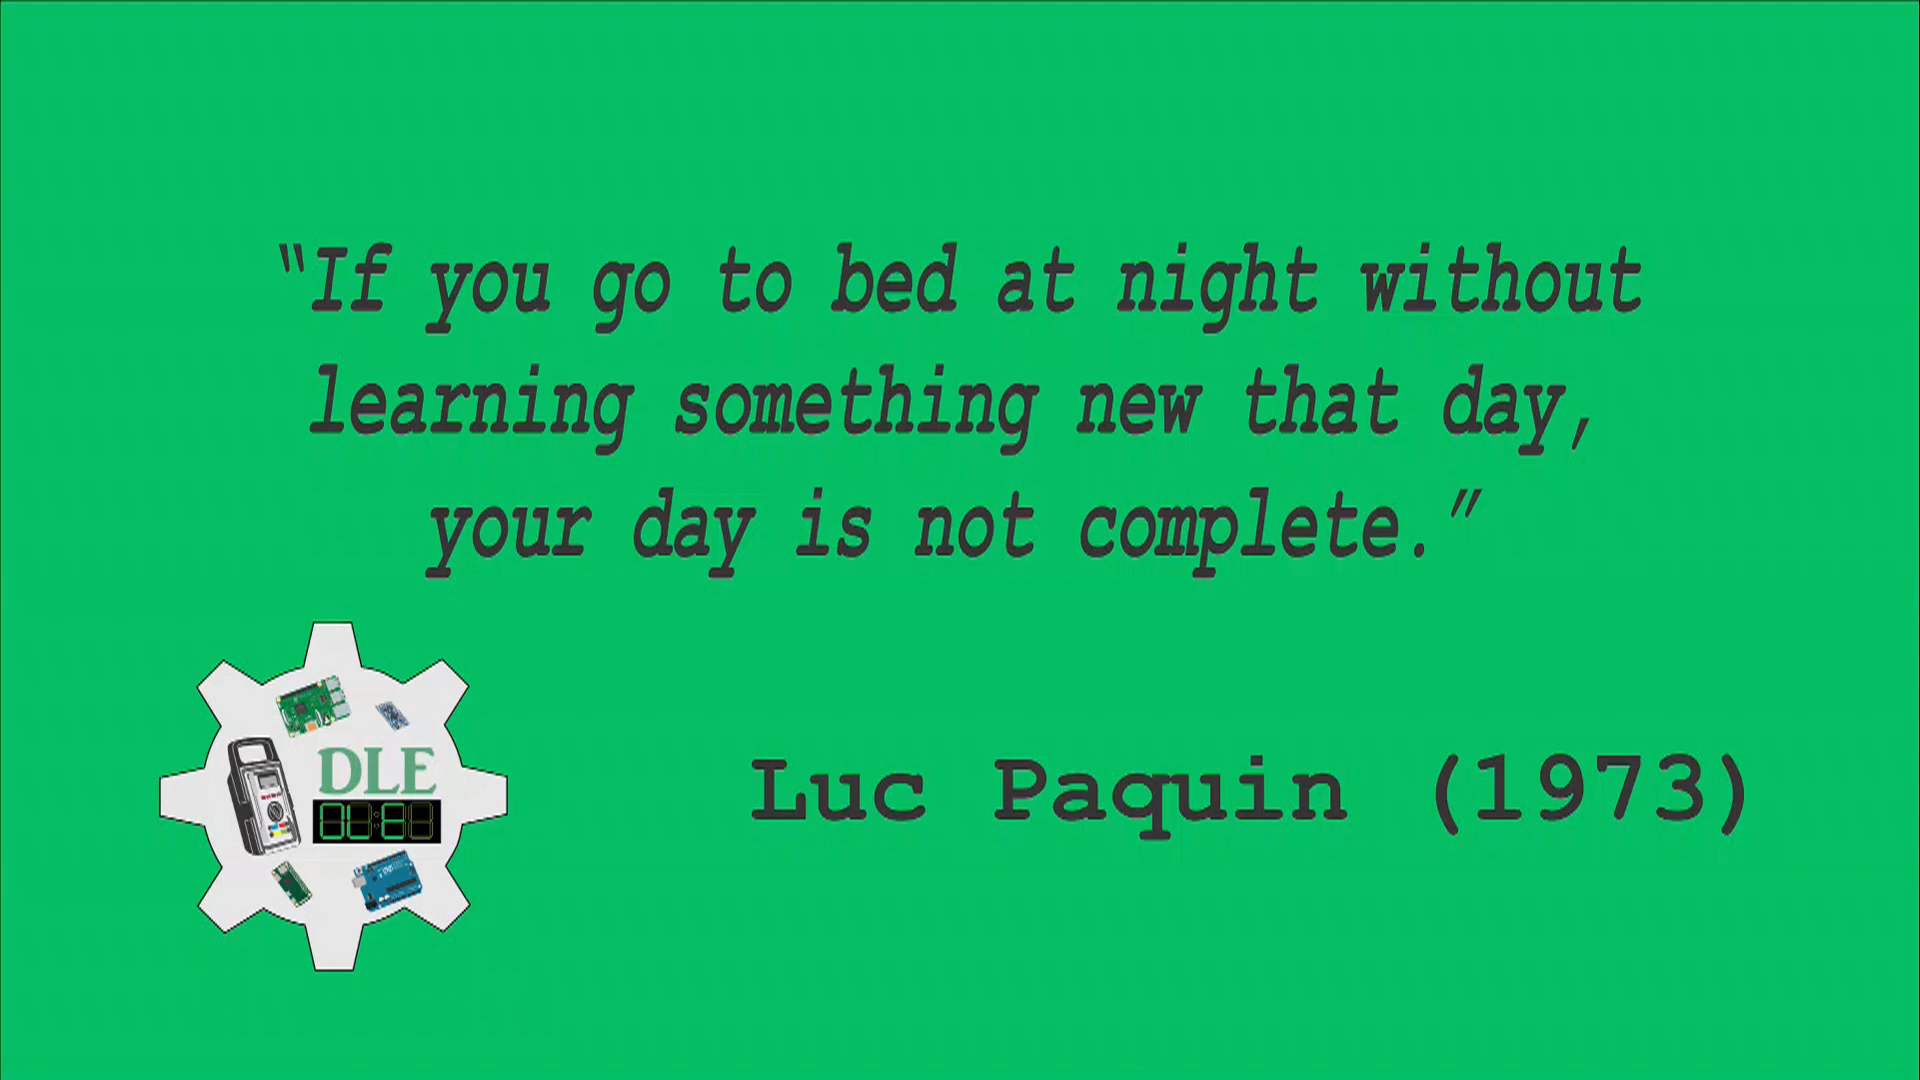 “If you go to bed at night without
learning something new that day,
your day is not complete.”
DLE
Luc Paquin (1973)